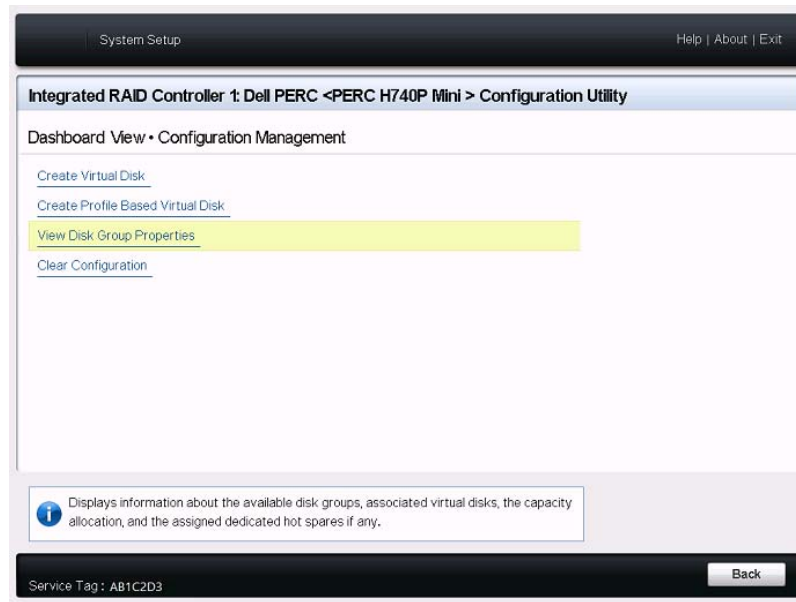 System Setup
Help | About | Exit
Integrated RAID Controller 1: Dell PERC <PERC H740P Mini > Configuration Utility
Dashboard View • Configuration Management
Create Virtual Disk
Create Profile Based Virtual Disk
View Disk Group Properties
Clear Configuration
Displays information about the available disk groups, associated virtual disks, the capacity
allocation, and the assigned dedicated hot spares if any.
Service Tag: AB1C2D3
Back